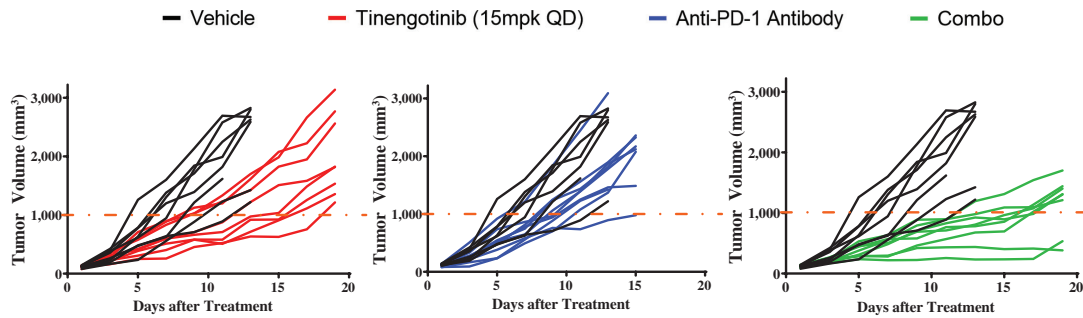 Vehicle Tinengotinib (15mpk QD) Anti-PD-1 Antibody Combo
Tumor Volume (mm³)
3,000
2,000
1,000
0
0 5 10 15 20
Days after Treatment
Tumor Volume (mm³)
3,000
2,000
1,000
0
0 5 10 15 20
Days after Treatment
Tumor Volume (mm³)
3,000
2,000
1,000
0
0 5 10 15 20
Days after Treatment